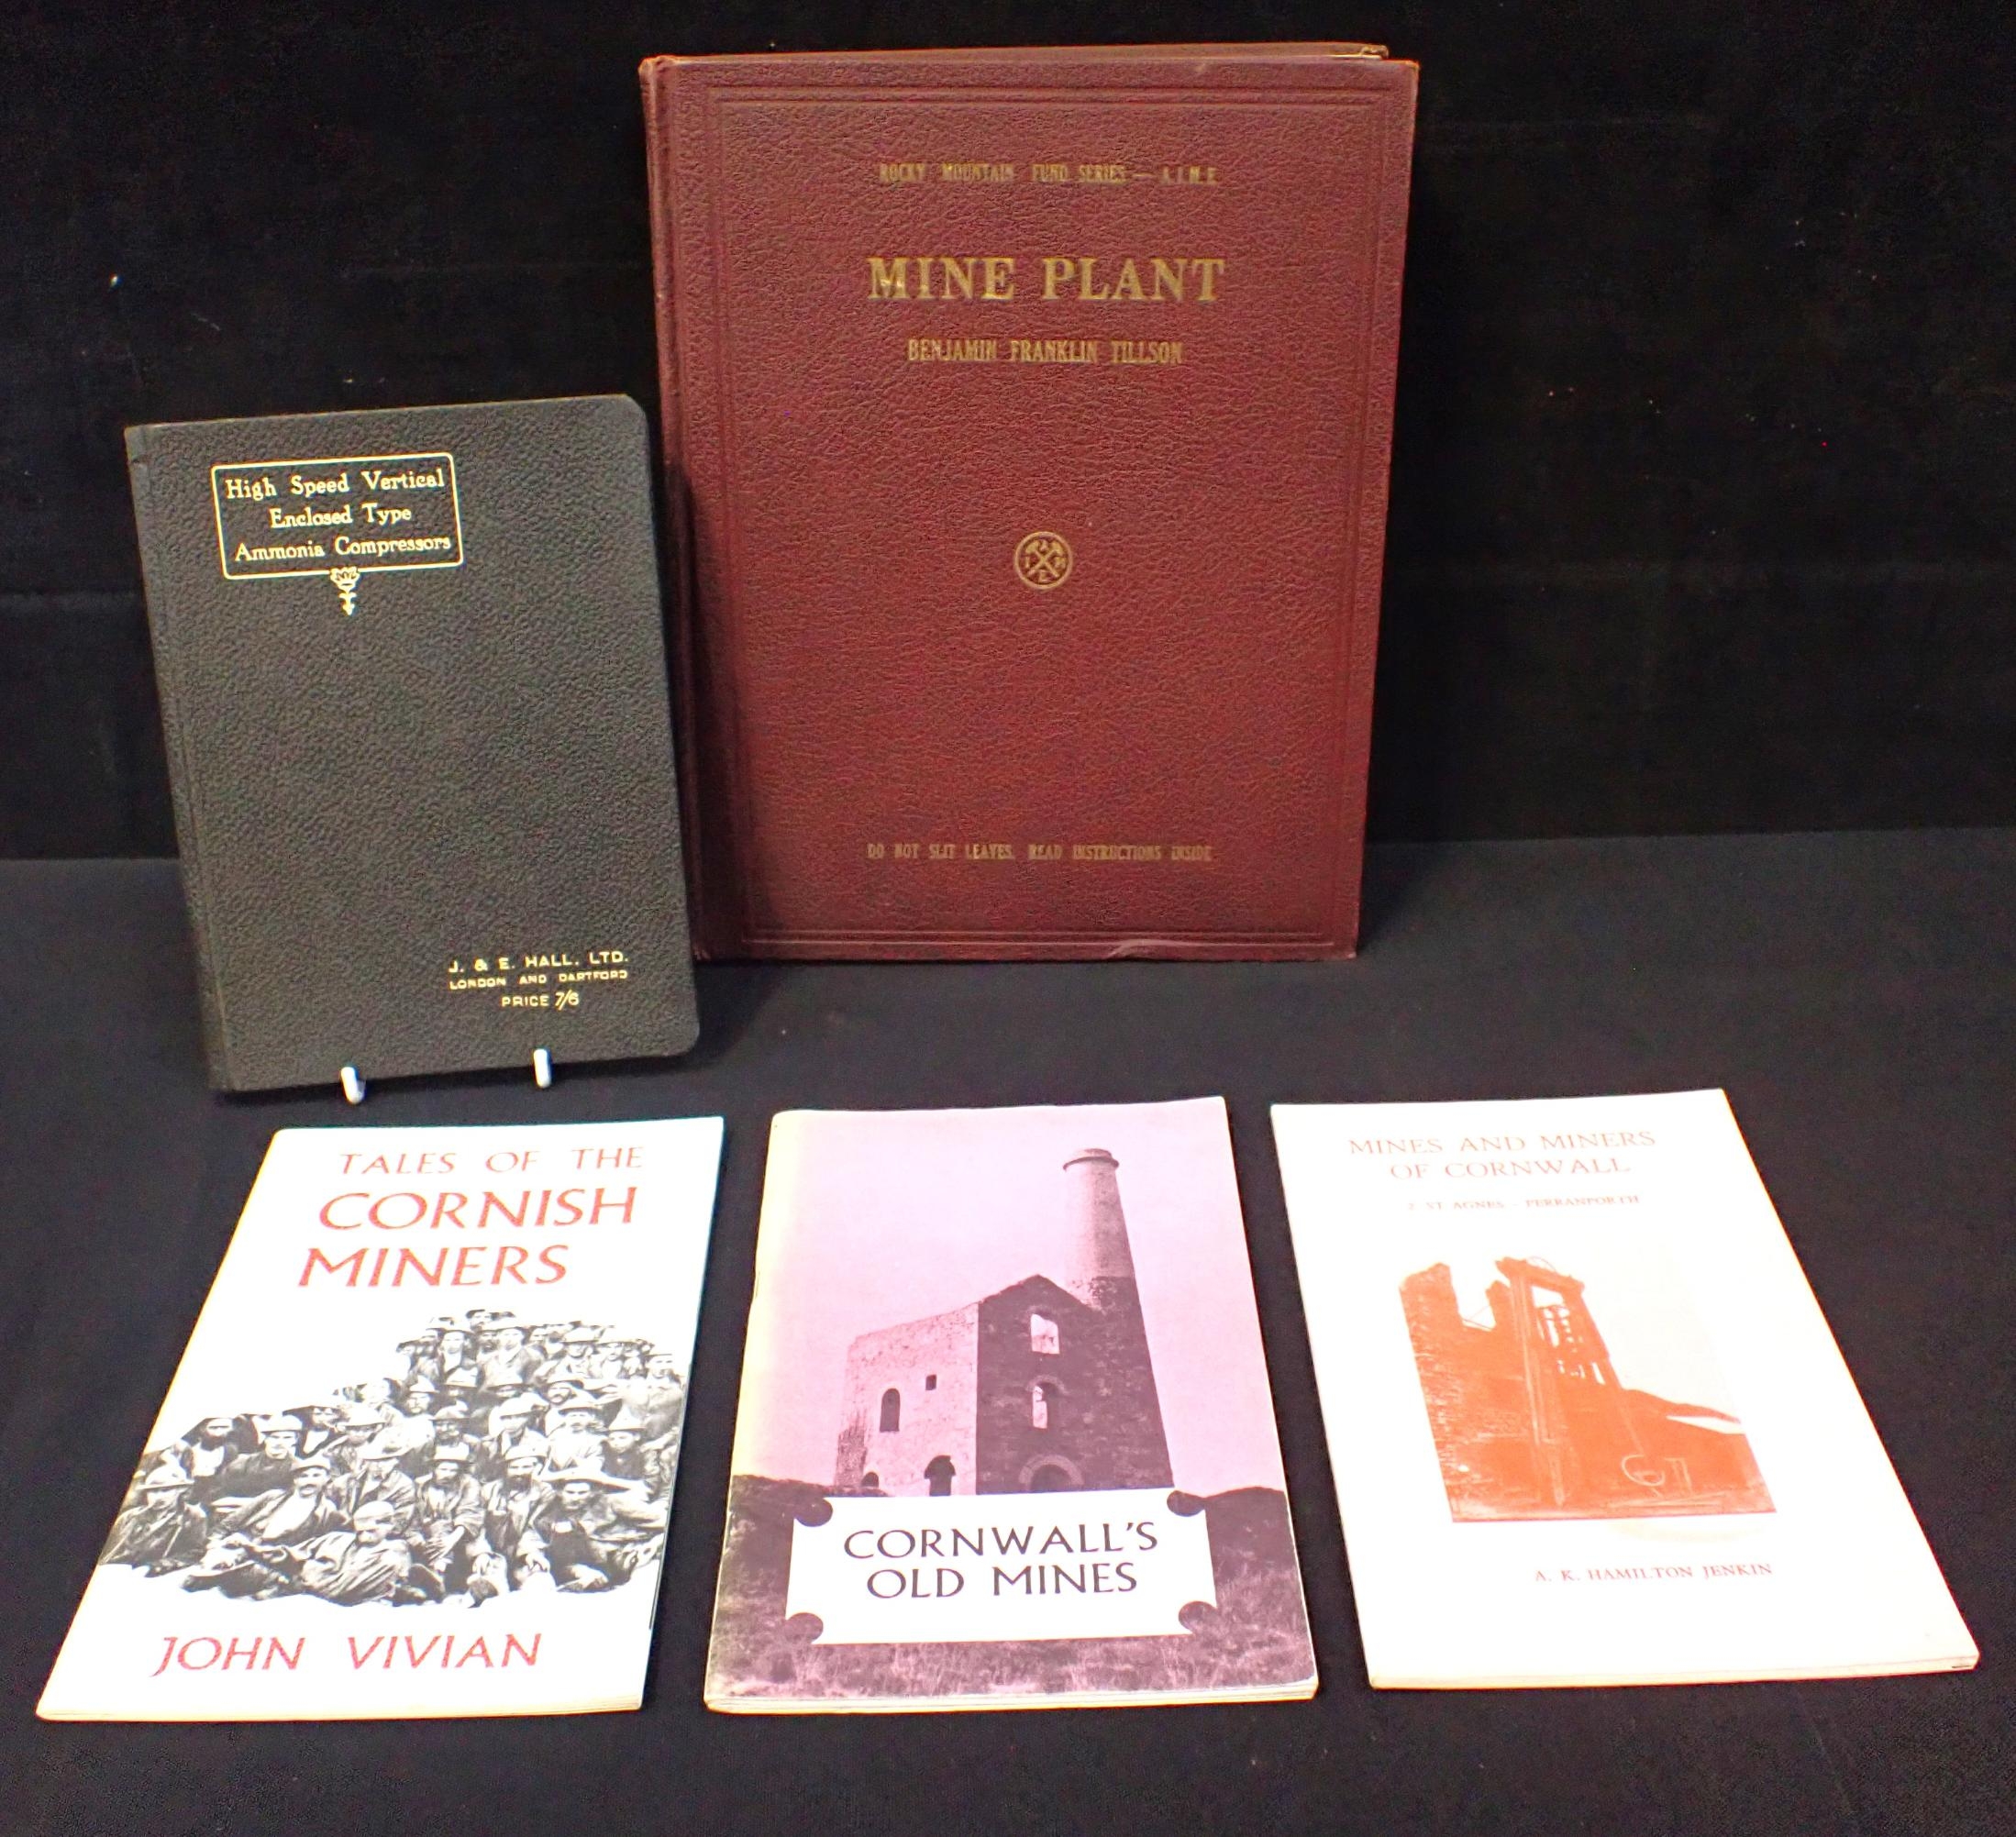 ROCKY MOUNTAIN FUND SERIES — A.I.M.E.
MINE PLANT
BENJAMIN FRANKLIN TILLSON
A
I M
E
DO NOT SLIT LEAVES. READ INSTRUCTIONS INSIDE
High Speed Vertical
Enclosed Type
Ammonia Compressors
J. & E. HALL, LTD.
LONDON AND DARTFORD
PRICE 7/6
TALES OF THE
CORNISH
MINERS
JOHN VIVIAN
CORNWALL'S
OLD MINES
MINES AND MINERS
OF CORNWALL
2. ST AGNES - PERRANPORTH
A. K. HAMILTON JENKIN